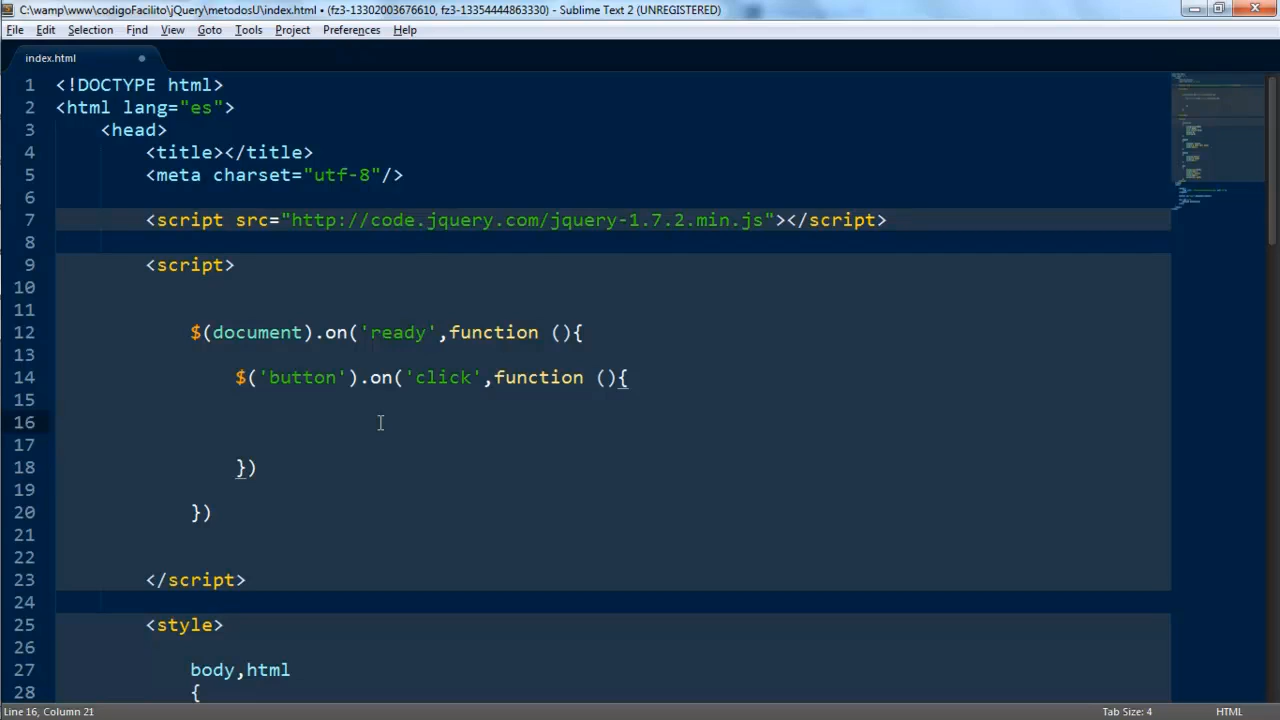 C:\wamp\www\codigoFacilito\jQuery\metodosU\index.html • (fz3-13302003676610, fz3-13354444863330) - Sublime Text 2 (UNREGISTERED)
File Edit Selection Find View Goto Tools Project Preferences Help
index.html
1 <!DOCTYPE html>
2 <html lang="es">
3 <head>
4 <title></title>
5 <meta charset="utf-8"/>
6
7 <script src="http://code.jquery.com/jquery-1.7.2.min.js"></script>
8
9 <script>
10
11
12 $(document).on('ready',function (){
13
14 $('button').on('click',function (){
15
16
17
18 })
19
20 })
21
22
23 </script>
24
25 <style>
26
27 body,html
28 {
Line 16, Column 21 Tab Size: 4 HTML